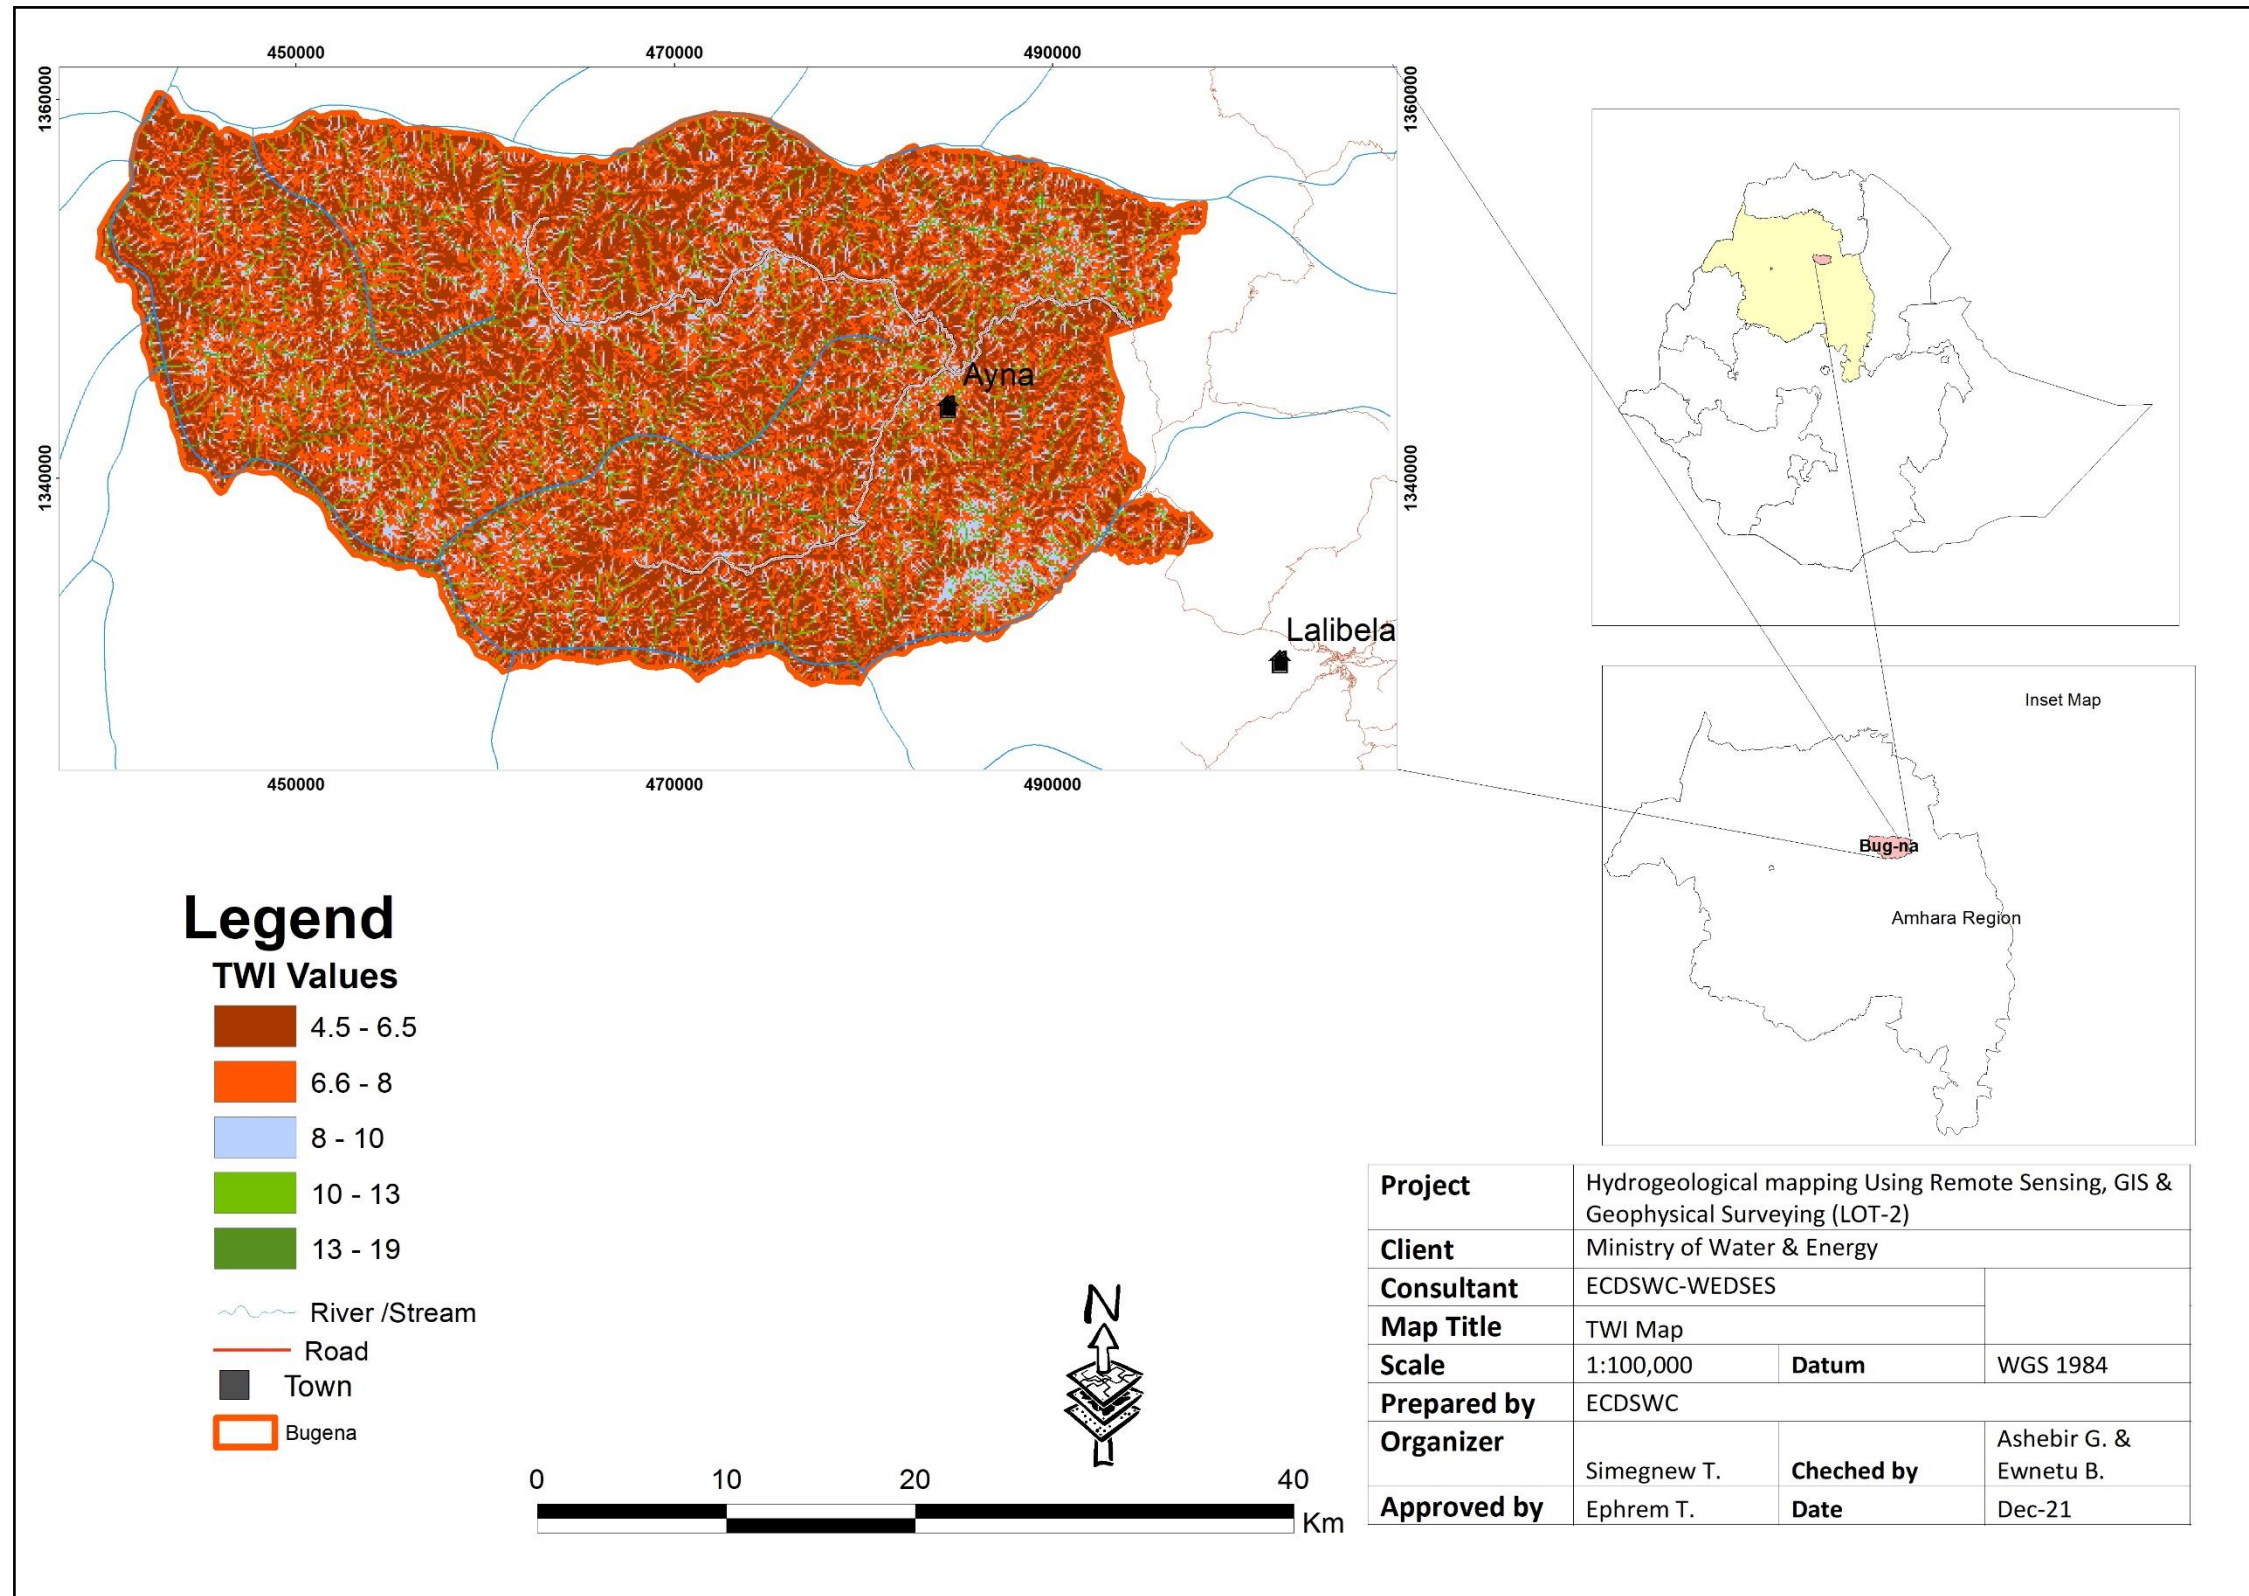 450000 470000 490000
1360000 1360000
1340000 1340000
Ayna
Lalibela
450000 470000 490000
Inset Map
Bug-na
Amhara Region
Legend
TWI Values
4.5 - 6.5
6.6 - 8
8 - 10
10 - 13
13 - 19
River /Stream
Road
Town
Bugena
N
0 10 20 40
Km
Project Hydrogeological mapping Using Remote Sensing, GIS &
Geophysical Surveying (LOT-2)
Client Ministry of Water & Energy
Consultant ECDSWC-WEDSES
Map Title TWI Map
Scale 1:100,000 Datum WGS 1984
Prepared by ECDSWC
Organizer Simegnew T. Cheched by Ashebir G. &
Ewnetu B.
Approved by Ephrem T. Date Dec-21